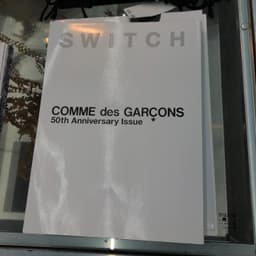 SWITCH
COMME des GARÇONS
50th Anniversary Issue